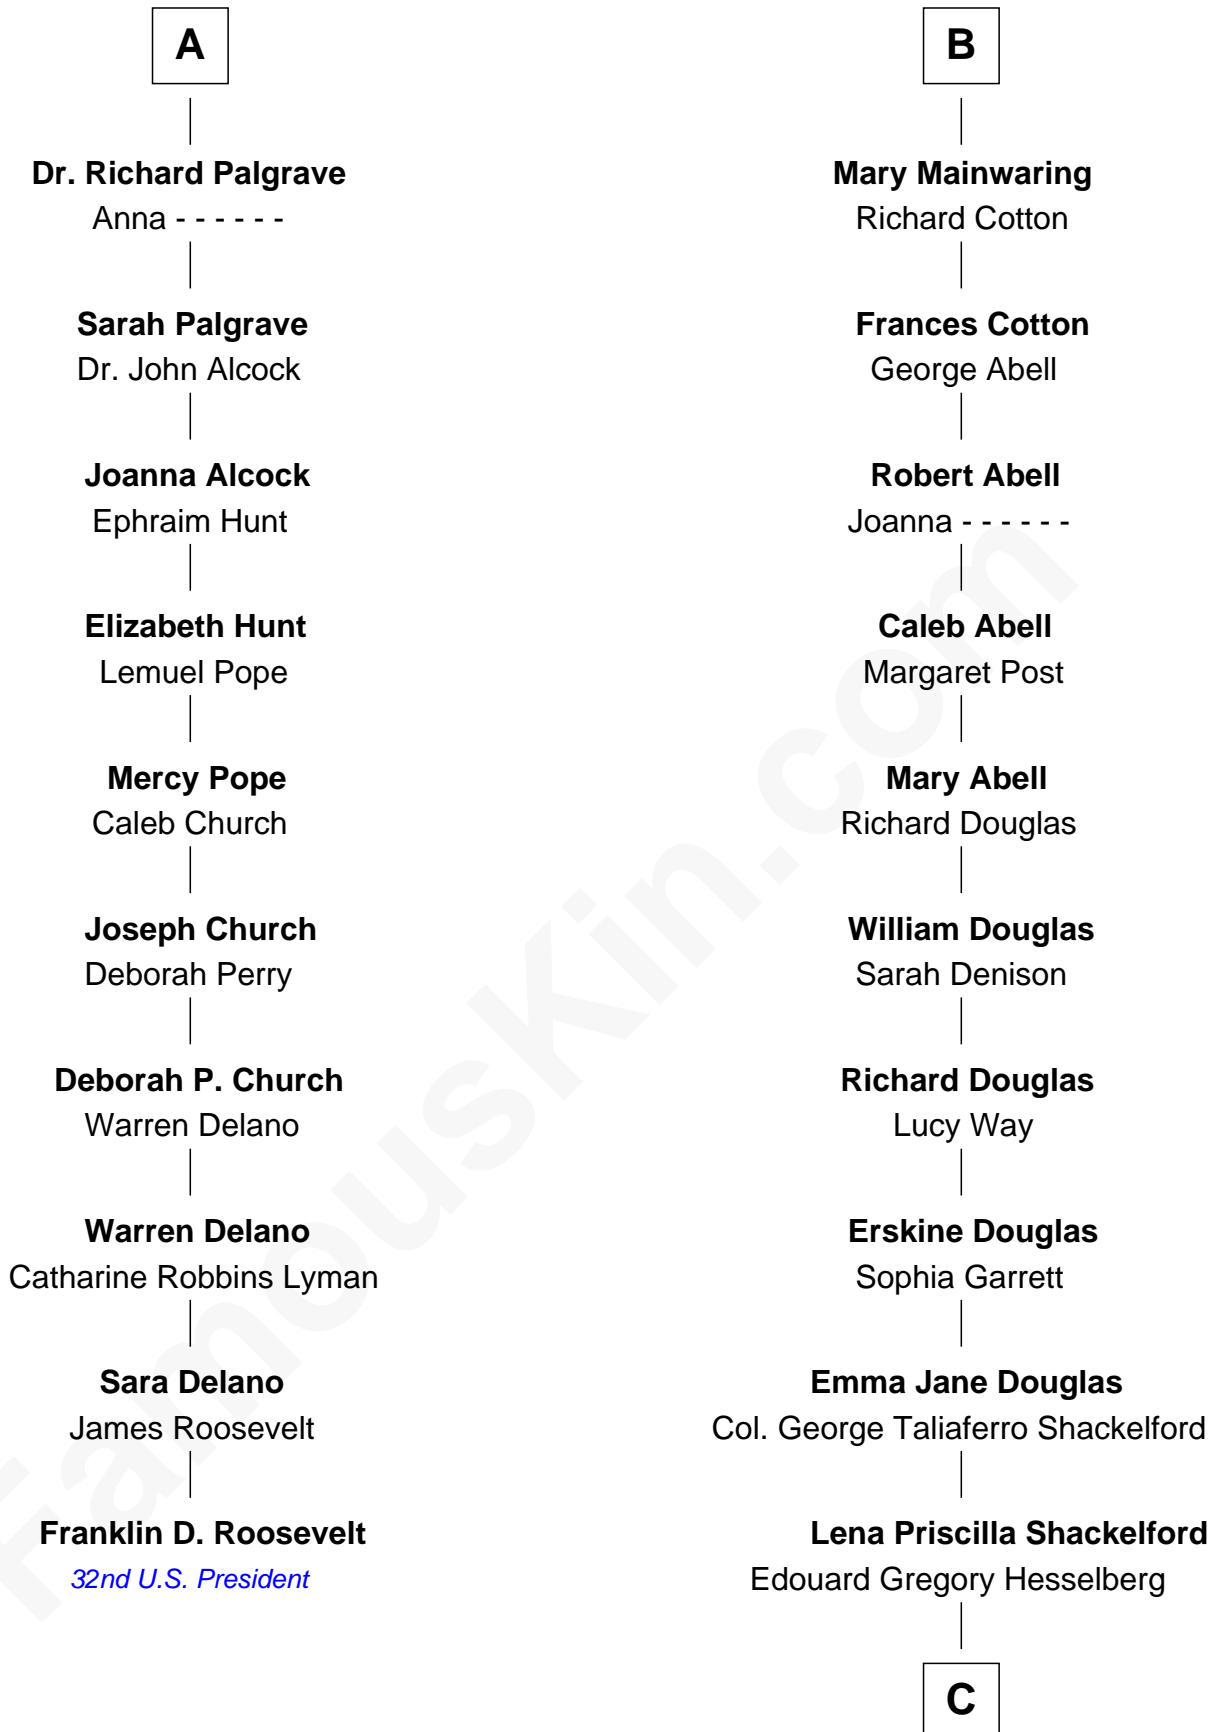 A
Dr. Richard Palgrave
Anna - - - - - -
Sarah Palgrave
Dr. John Alcock
Joanna Alcock
Ephraim Hunt
Elizabeth Hunt
Lemuel Pope
Mercy Pope
Caleb Church
Joseph Church
Deborah Perry
Deborah P. Church
Warren Delano
Warren Delano
Catharine Robbins Lyman
Sara Delano
James Roosevelt
Franklin D. Roosevelt
32nd U.S. President
B
Mary Mainwaring
Richard Cotton
Frances Cotton
George Abell
Robert Abell
Joanna - - - - - -
Caleb Abell
Margaret Post
Mary Abell
Richard Douglas
William Douglas
Sarah Denison
Richard Douglas
Lucy Way
Erskine Douglas
Sophia Garrett
Emma Jane Douglas
Col. George Taliaferro Shackelford
Lena Priscilla Shackelford
Edouard Gregory Hesselberg
C
FamousKin.com